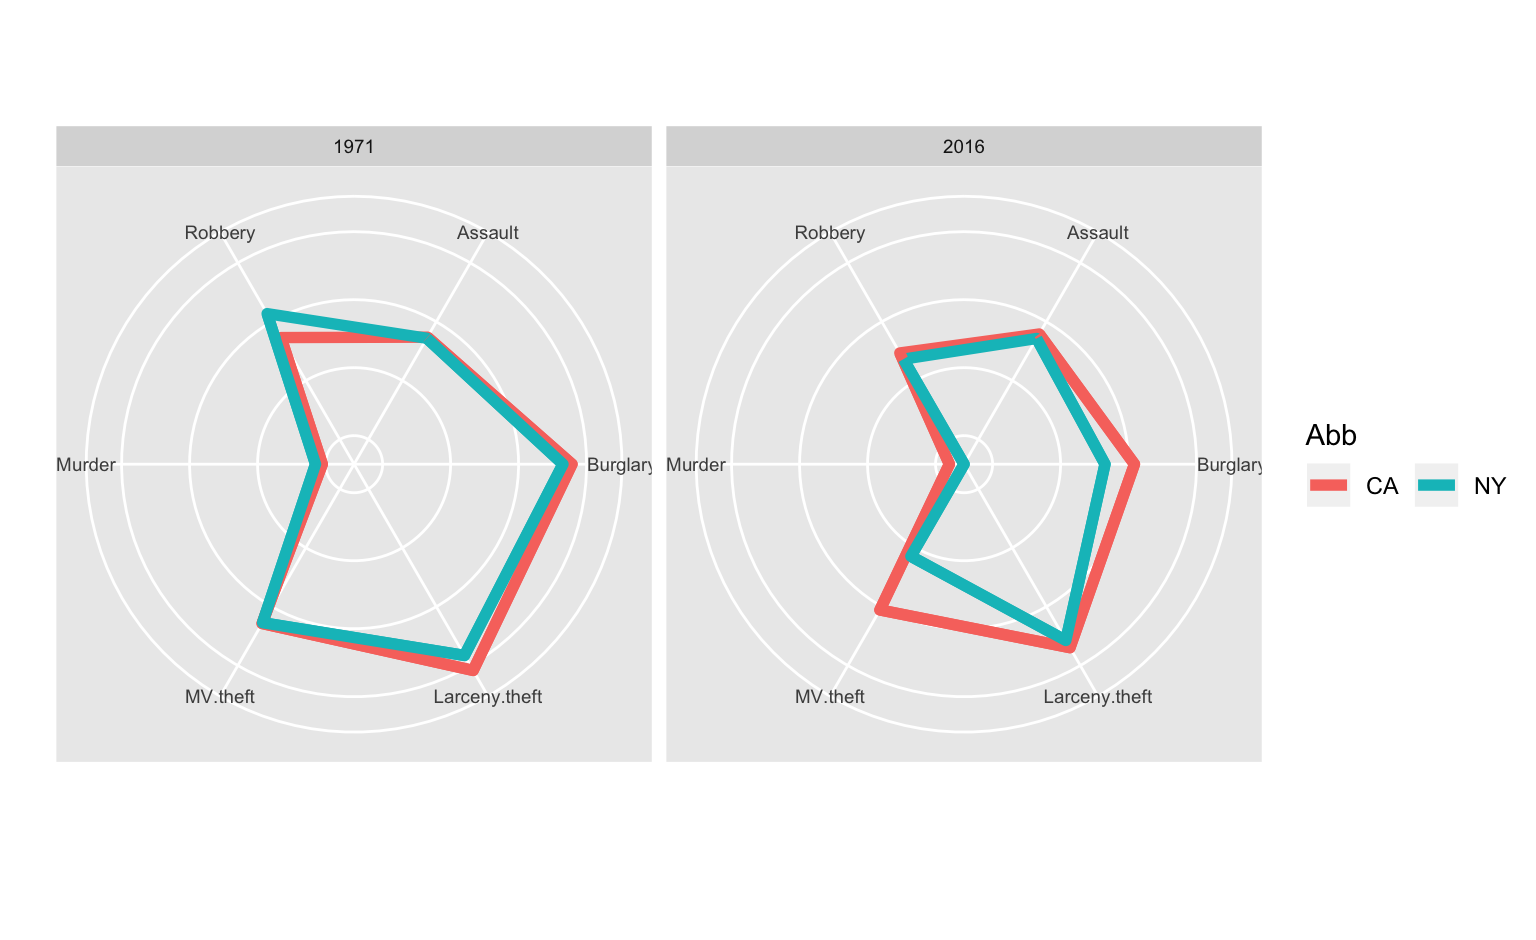 1971
2016
Robbery
Assault
Murder
Burglary
MV.theft
Larceny.theft
Robbery
Assault
Murder
Burglary
MV.theft
Larceny.theft
Abb
CA NY